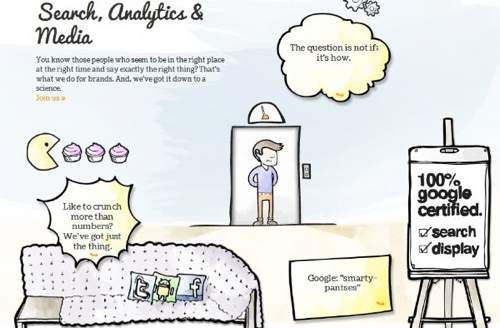 Search, Analytics &
Media
You know those people who seem to be in the right place
at the right time and say exactly the right thing? That's
what we do for brands. And, we've got it down to a
science.
Join us »
The question is not if:
it's how.
Like to crunch
more than
numbers?
We've got just
the thing.
100%
google
certified.
search
display
Google: "smarty-
pantses"